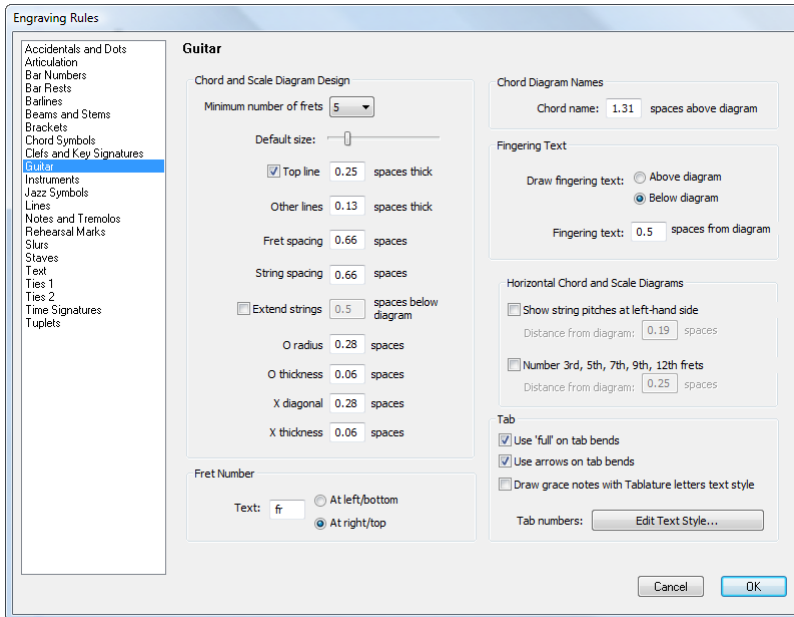 Engraving Rules
Accidentals and Dots
Articulation
Bar Numbers
Bar Rests
Barlines
Beams and Stems
Brackets
Chord Symbols
Clefs and Key Signatures
Guitar
Instruments
Jazz Symbols
Lines
Notes and Tremolos
Rehearsal Marks
Slurs
Staves
Text
Ties 1
Ties 2
Time Signatures
Tuplets
Guitar
Chord and Scale Diagram Design
Minimum number of frets 5
Default size:
Top line 0.25 spaces thick
Other lines 0.13 spaces thick
Fret spacing 0.66 spaces
String spacing 0.66 spaces
Extend strings 0.5 spaces below
diagram
O radius 0.28 spaces
O thickness 0.06 spaces
X diagonal 0.28 spaces
X thickness 0.06 spaces
Fret Number
Text: fr
At left/bottom
At right/top
Chord Diagram Names
Chord name: 1.31 spaces above diagram
Fingering Text
Draw fingering text:
Above diagram
Below diagram
Fingering text: 0.5 spaces from diagram
Horizontal Chord and Scale Diagrams
Show string pitches at left-hand side
Distance from diagram: 0.19 spaces
Number 3rd, 5th, 7th, 9th, 12th frets
Distance from diagram: 0.25 spaces
Tab
Use 'full' on tab bends
Use arrows on tab bends
Draw grace notes with Tablature letters text style
Tab numbers: Edit Text Style...
Cancel OK